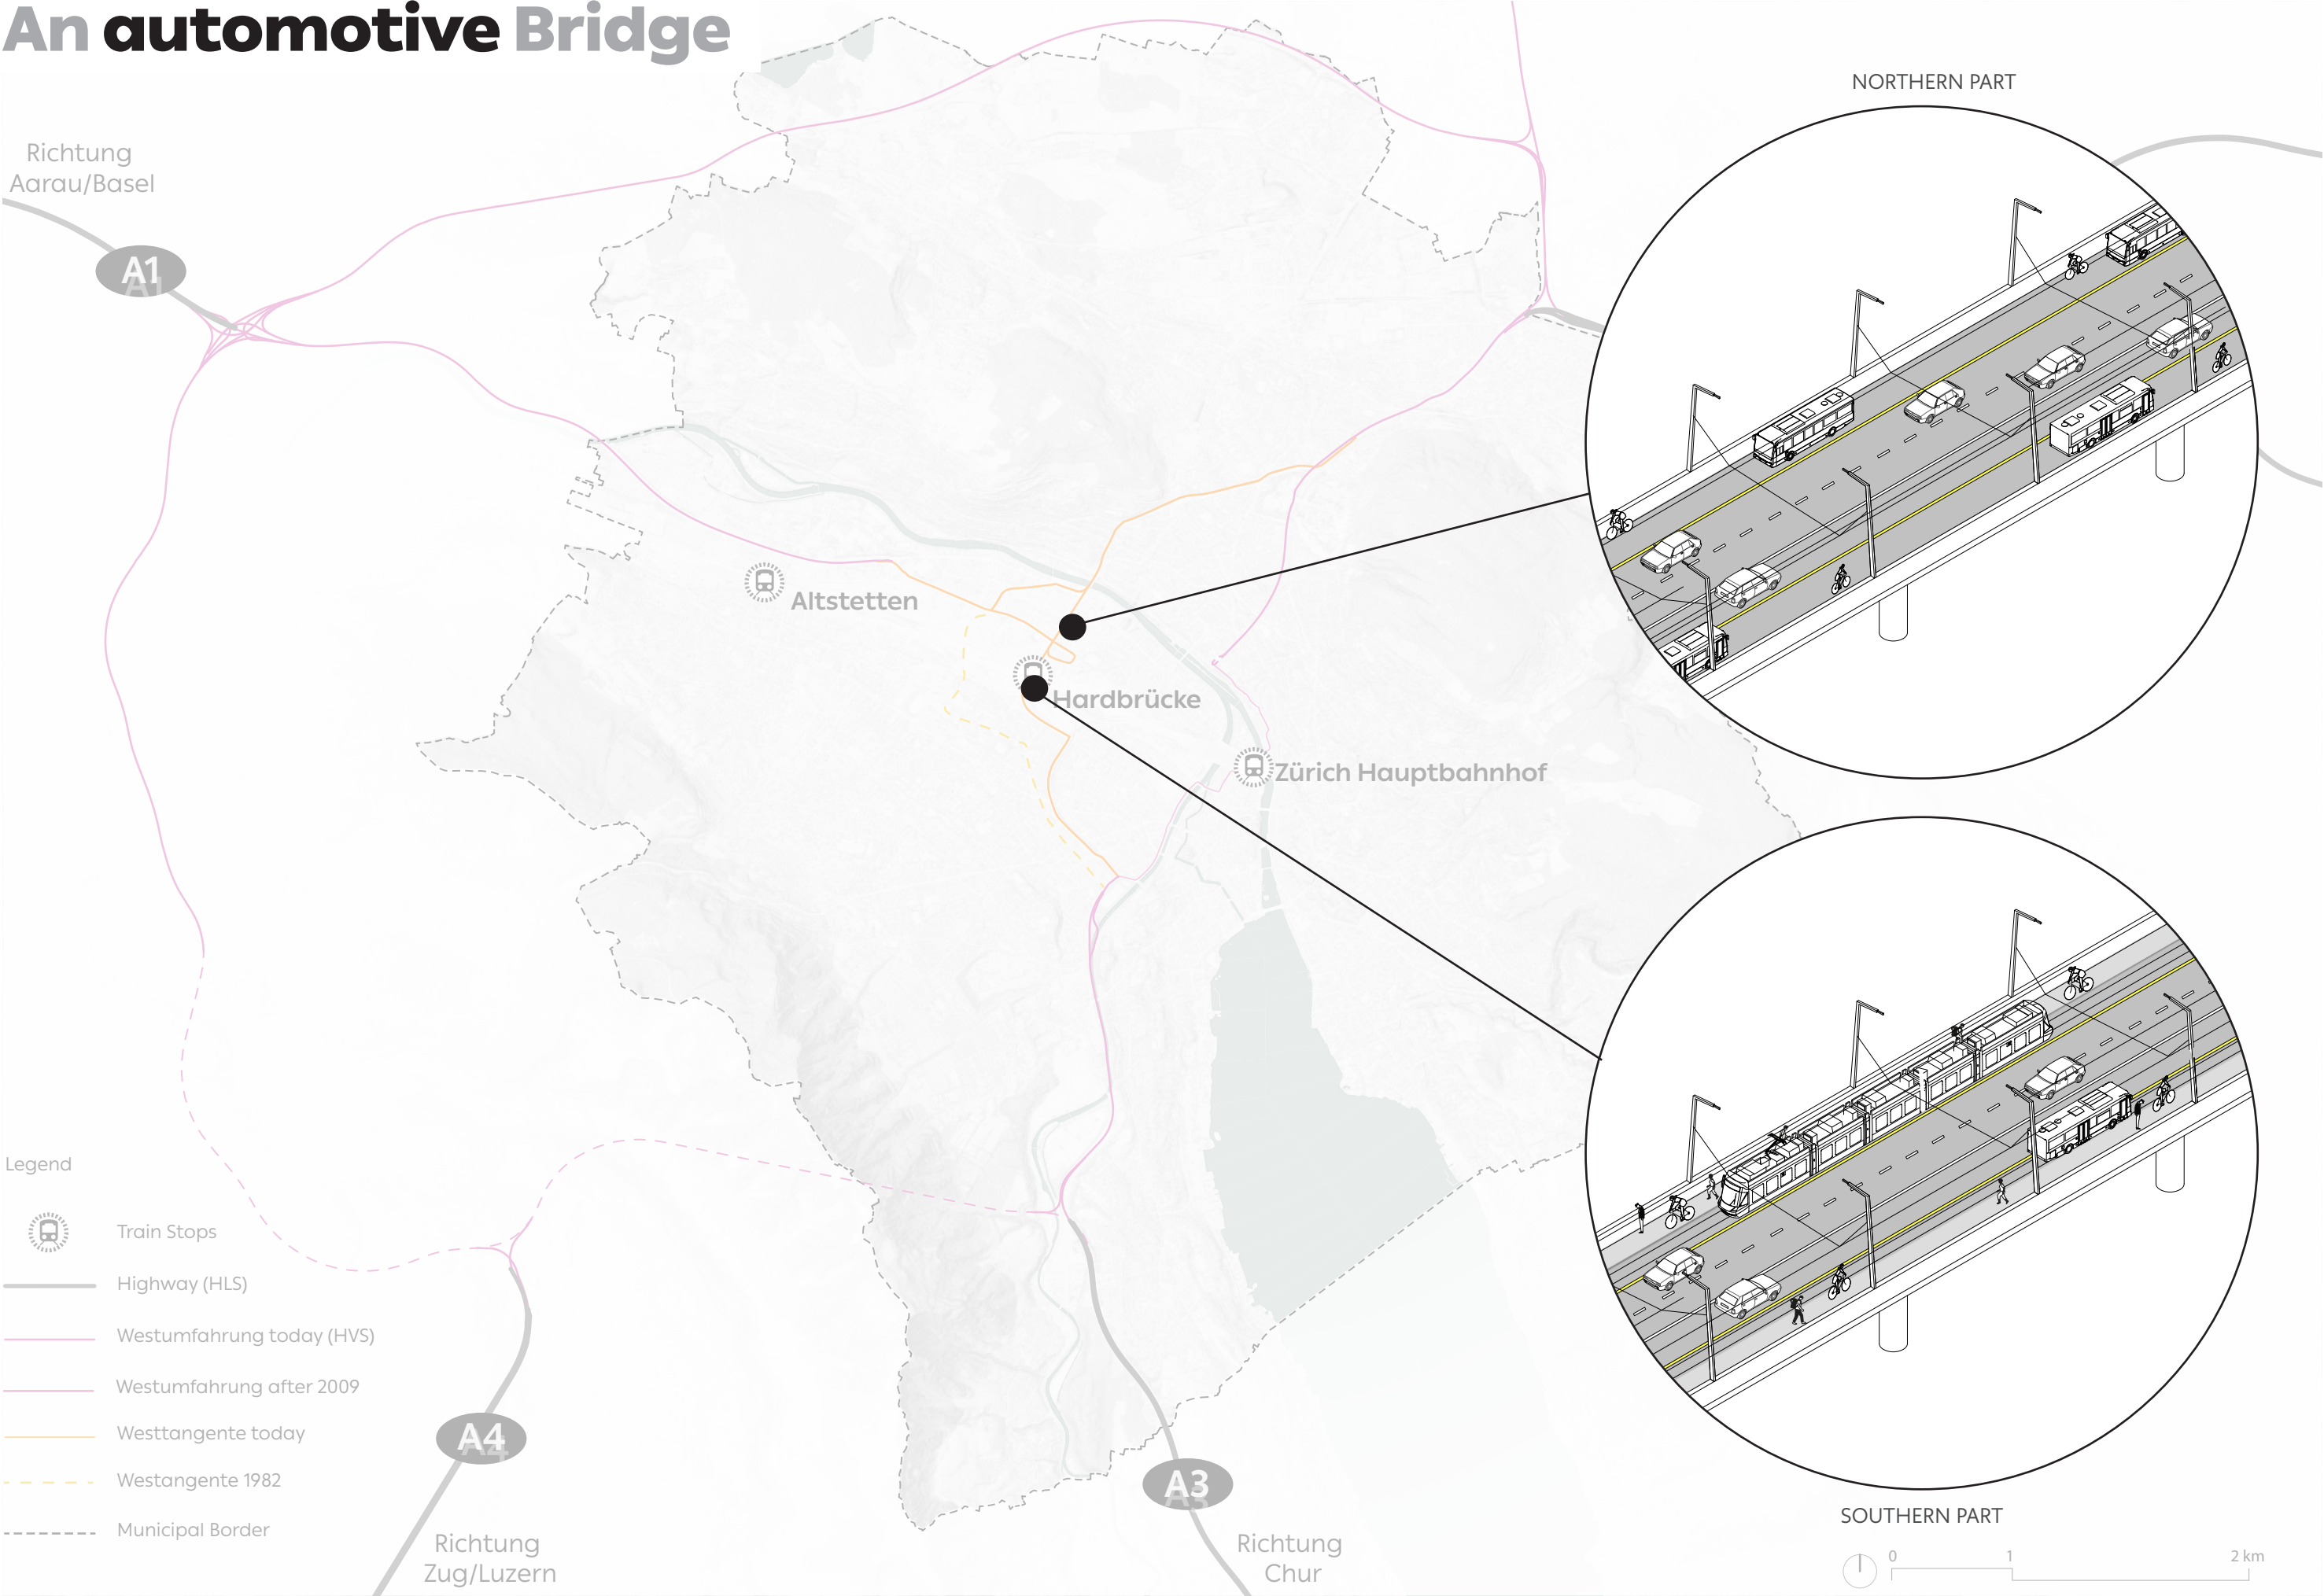 An automotive Bridge
NORTHERN PART
Richtung
Aarau/Basel
A1
Altstetten
Hardbrücke
Zürich Hauptbahnhof
Legend
Train Stops
Highway (HLS)
Westumfahrung today (HVS)
Westumfahrung after 2009
Westtangente today
Westangente 1982
Municipal Border
A4
Richtung
Zug/Luzern
A3
Richtung
Chur
SOUTHERN PART
0 1 2 km